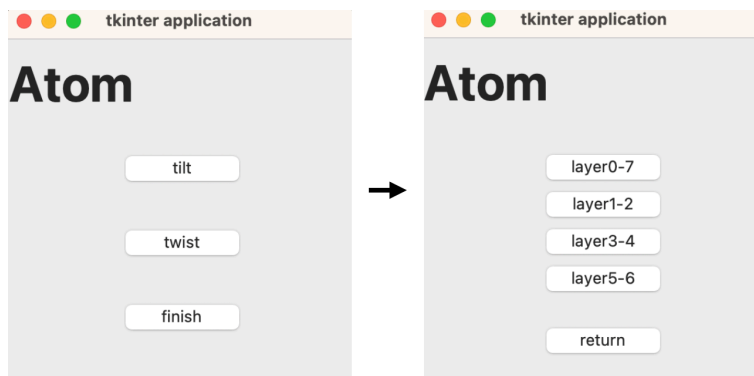 tkinter application
Atom
tilt
twist
finish
tkinter application
Atom
layer0-7
layer1-2
layer3-4
layer5-6
return